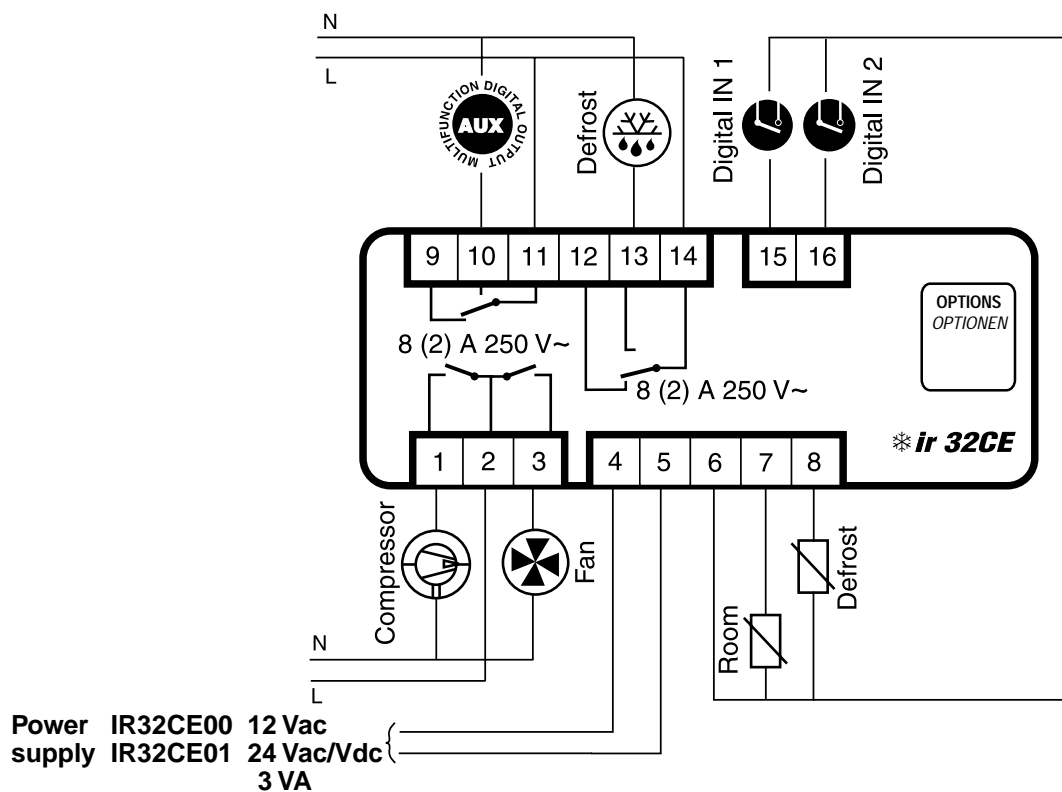 N
L
MULTIFUNCTION DIGITAL OUTPUT
AUX
Defrost
Digital IN 1
Digital IN 2
9 10 11 12 13 14
15 16
8 (2) A 250 V~
8 (2) A 250 V~
OPTIONS
OPTIONEN
ir 32CE
1 2 3
4 5 6 7 8
Compressor
Fan
Room
Defrost
N
L
Power IR32CE00 12 Vac
supply IR32CE01 24 Vac/Vdc
3 VA